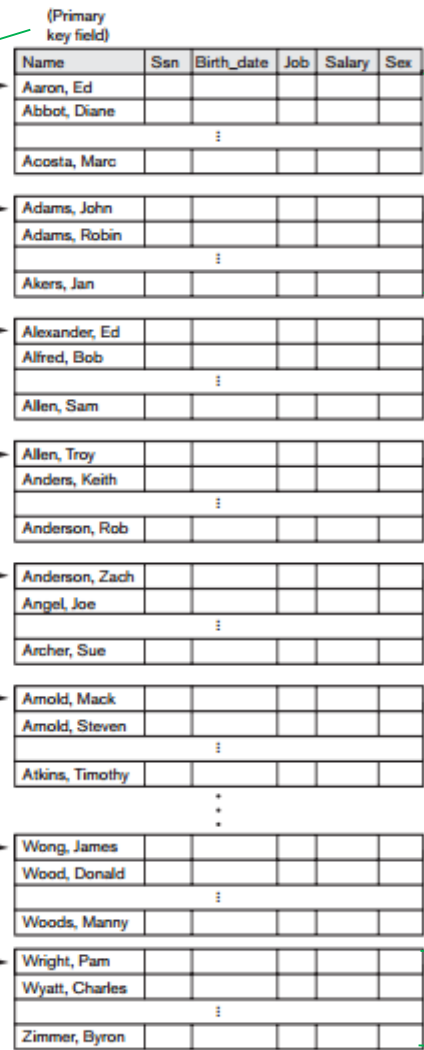 (Primary
key field)
Name Ssn Birth_date Job Salary Sex
Aaron, Ed
Abbot, Diane
Acosta, Marc
Adams, John
Adams, Robin
Akers, Jan
Alexander, Ed
Alfred, Bob
Allen, Sam
Allen, Troy
Anders, Keith
Anderson, Rob
Anderson, Zach
Angel, Joe
Archer, Sue
Arnold, Mack
Arnold, Steven
Atkins, Timothy
Wong, James
Wood, Donald
Woods, Manny
Wright, Pam
Wyatt, Charles
Zimmer, Byron